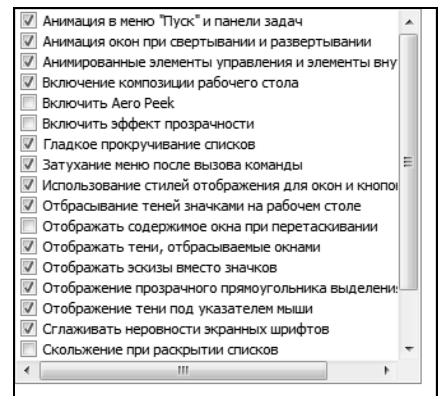 Анимация в меню "Пуск" и панели задач
Анимация окон при свертывании и развертывании
Анимированные элементы управления и элементы вну
Включение композиции рабочего стола
Включить Aero Peek
Включить эффект прозрачности
Гладкое прокручивание списков
Затухание меню после вызова команды
Использование стилей отображения для окон и кнопо
Отбрасывание теней значками на рабочем столе
Отображать содержимое окна при перетаскивании
Отображать тени, отбрасываемые окнами
Отображать эскизы вместо значков
Отображение прозрачного прямоугольника выделени
Отображение тени под указателем мыши
Сглаживать неровности экранных шрифтов
Скольжение при раскрытии списков